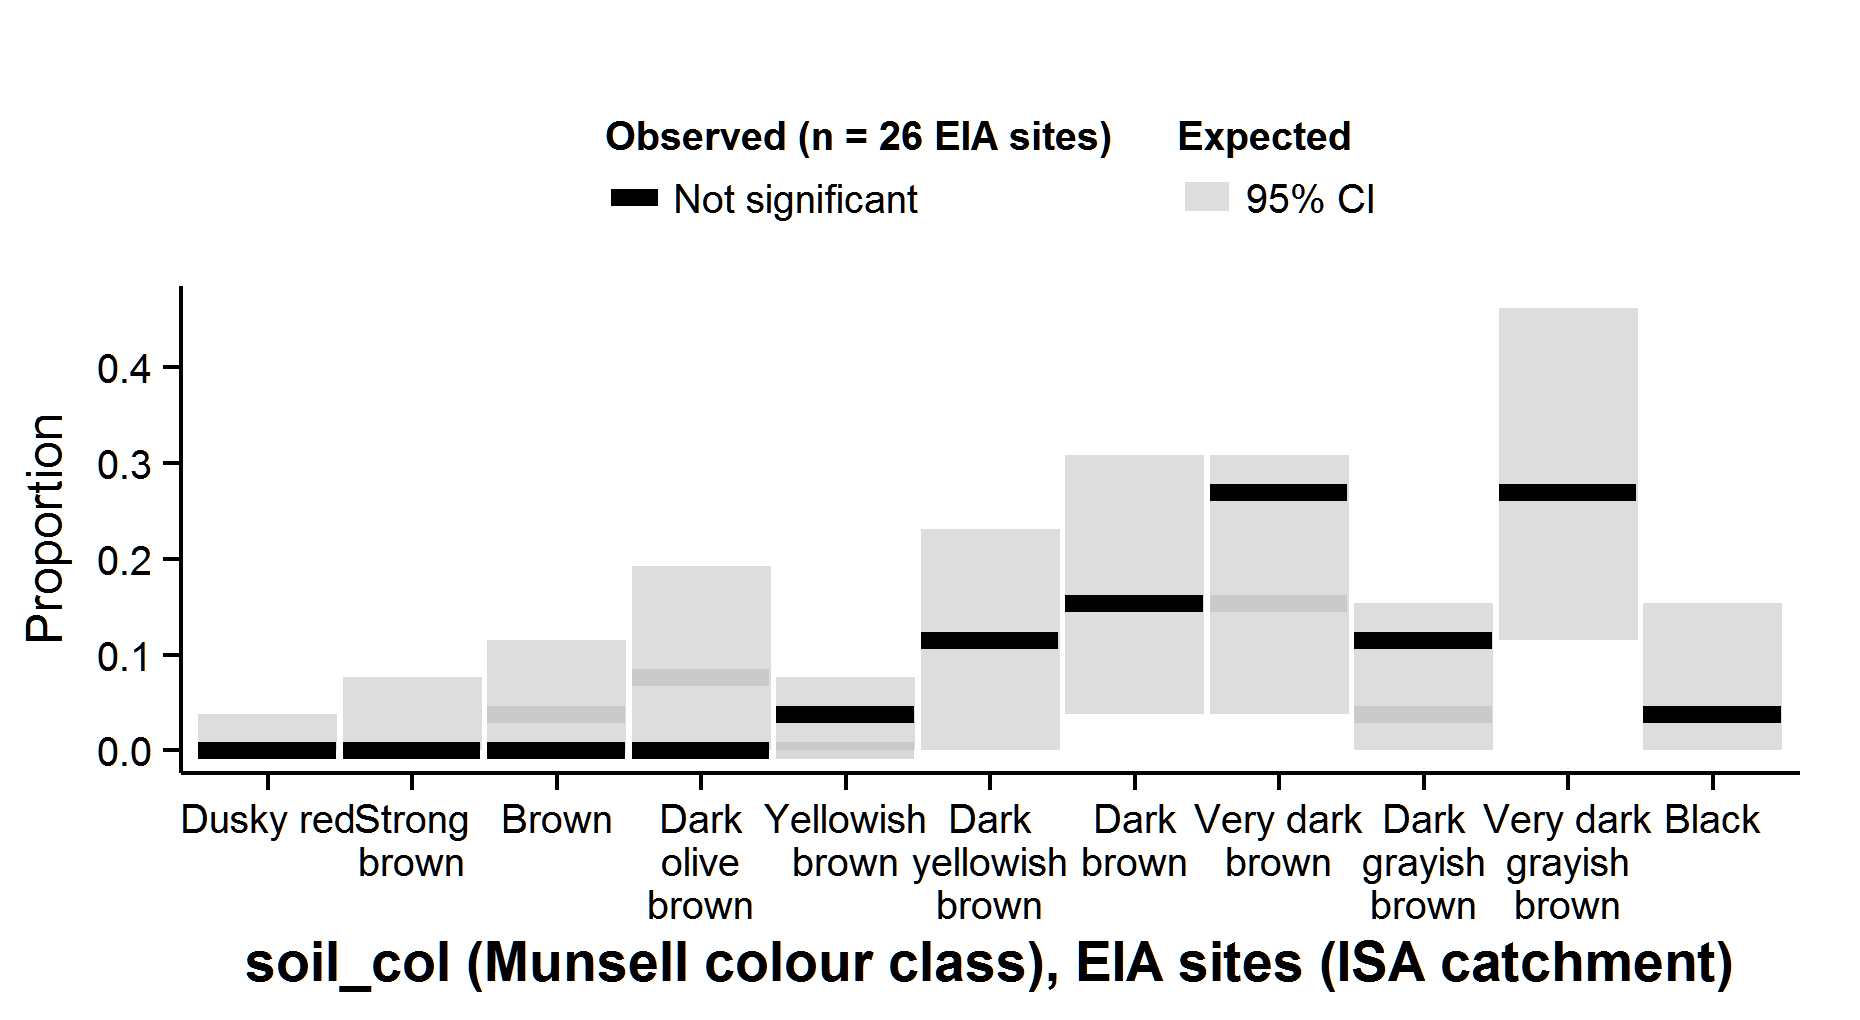 Observed (n = 26 EIA sites) Expected
Not significant 95% CI
0.4
0.3
0.2
0.1
0.0
Proportion
Dusky red Strong Brown Dark Yellowish Dark Dark Very dark Dark Very dark Black
brown olive brown yellowish brown brown grayish grayish
brown brown brown brown
soil_col (Munsell colour class), EIA sites (ISA catchment)